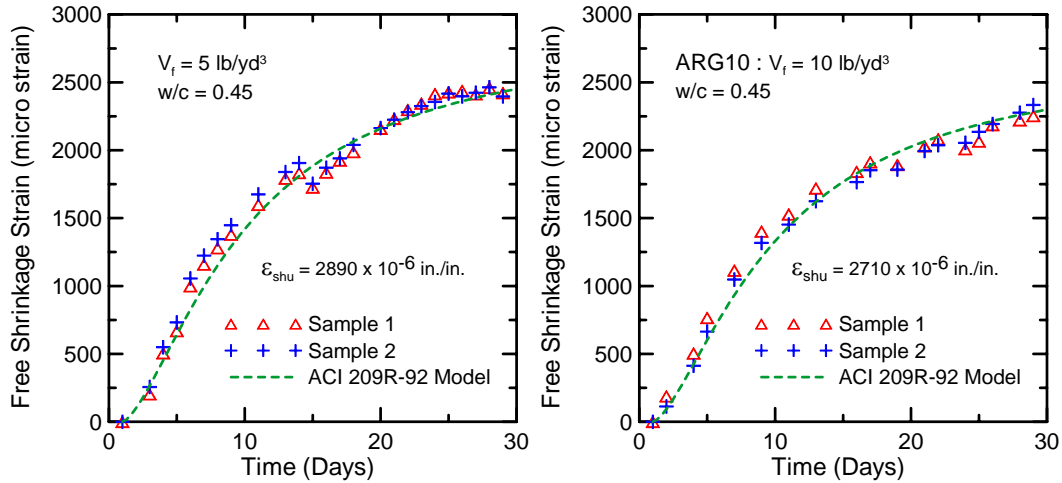 Free Shrinkage Strain (micro strain)
3000
2500
2000
1500
1000
500
0
V_f = 5 lb/yd³
w/c = 0.45
ε_shu = 2890 x 10⁻⁶ in./in.
Sample 1
Sample 2
ACI 209R-92 Model
0 10 20 30
Time (Days)
Free Shrinkage Strain (micro strain)
3000
2500
2000
1500
1000
500
0
ARG10 : V_f = 10 lb/yd³
w/c = 0.45
ε_shu = 2710 x 10⁻⁶ in./in.
Sample 1
Sample 2
ACI 209R-92 Model
0 10 20 30
Time (Days)